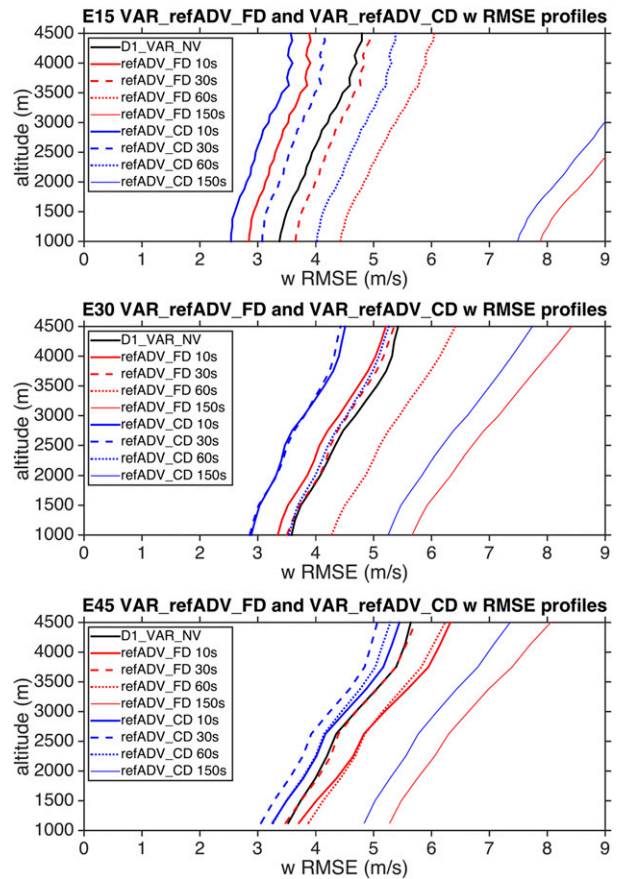 E15 VAR_refADV_FD and VAR_refADV_CD w RMSE profiles
4500
4000
3500
3000
2500
2000
1500
1000
altitude (m)
D1_VAR_NV
refADV_FD 10s
refADV_FD 30s
refADV_FD 60s
refADV_FD 150s
refADV_CD 10s
refADV_CD 30s
refADV_CD 60s
refADV_CD 150s
0 1 2 3 4 5 6 7 8 9
w RMSE (m/s)
E30 VAR_refADV_FD and VAR_refADV_CD w RMSE profiles
4500
4000
3500
3000
2500
2000
1500
1000
altitude (m)
D1_VAR_NV
refADV_FD 10s
refADV_FD 30s
refADV_FD 60s
refADV_FD 150s
refADV_CD 10s
refADV_CD 30s
refADV_CD 60s
refADV_CD 150s
0 1 2 3 4 5 6 7 8 9
w RMSE (m/s)
E45 VAR_refADV_FD and VAR_refADV_CD w RMSE profiles
4500
4000
3500
3000
2500
2000
1500
1000
altitude (m)
D1_VAR_NV
refADV_FD 10s
refADV_FD 30s
refADV_FD 60s
refADV_FD 150s
refADV_CD 10s
refADV_CD 30s
refADV_CD 60s
refADV_CD 150s
0 1 2 3 4 5 6 7 8 9
w RMSE (m/s)